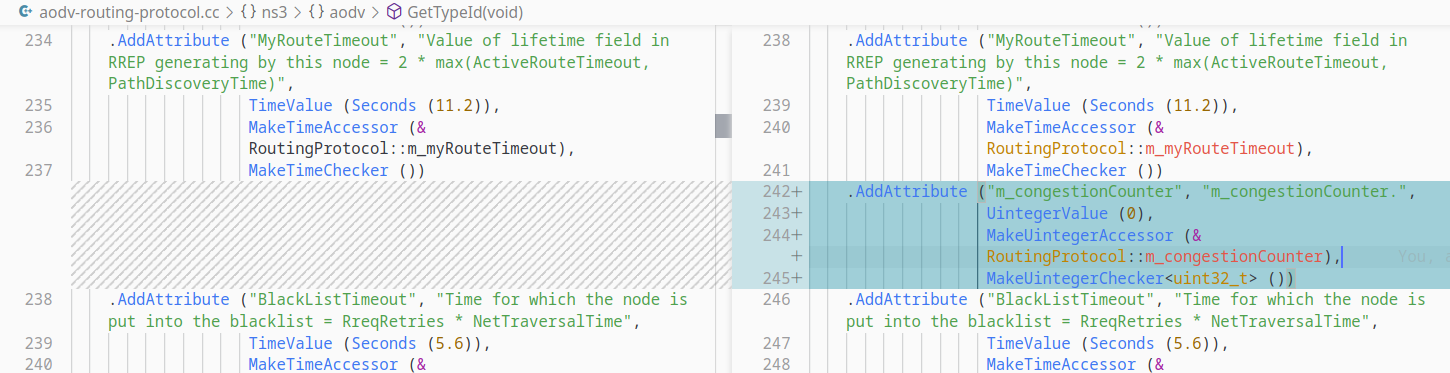 aodv-routing-protocol.cc > {} ns3 > {} aodv > GetTypeId(void)
234 .AddAttribute ("MyRouteTimeout", "Value of lifetime field in
RREP generating by this node = 2 * max(ActiveRouteTimeout,
PathDiscoveryTime)",
235 TimeValue (Seconds (11.2)),
236 MakeTimeAccessor (&
RoutingProtocol::m_myRouteTimeout),
237 MakeTimeChecker ())
238 .AddAttribute ("BlackListTimeout", "Time for which the node is
put into the blacklist = RreqRetries * NetTraversalTime",
239 TimeValue (Seconds (5.6)),
240 MakeTimeAccessor (&
238 .AddAttribute ("MyRouteTimeout", "Value of lifetime field in
RREP generating by this node = 2 * max(ActiveRouteTimeout,
PathDiscoveryTime)",
239 TimeValue (Seconds (11.2)),
240 MakeTimeAccessor (&
RoutingProtocol::m_myRouteTimeout),
241 MakeTimeChecker ())
242+ .AddAttribute ("m_congestionCounter", "m_congestionCounter.",
243+ UintegerValue (0),
244+ MakeUintegerAccessor (&
+ RoutingProtocol::m_congestionCounter), You,
245+ MakeUintegerChecker<uint32_t> ())
246 .AddAttribute ("BlackListTimeout", "Time for which the node is
put into the blacklist = RreqRetries * NetTraversalTime",
247 TimeValue (Seconds (5.6)),
248 MakeTimeAccessor (&